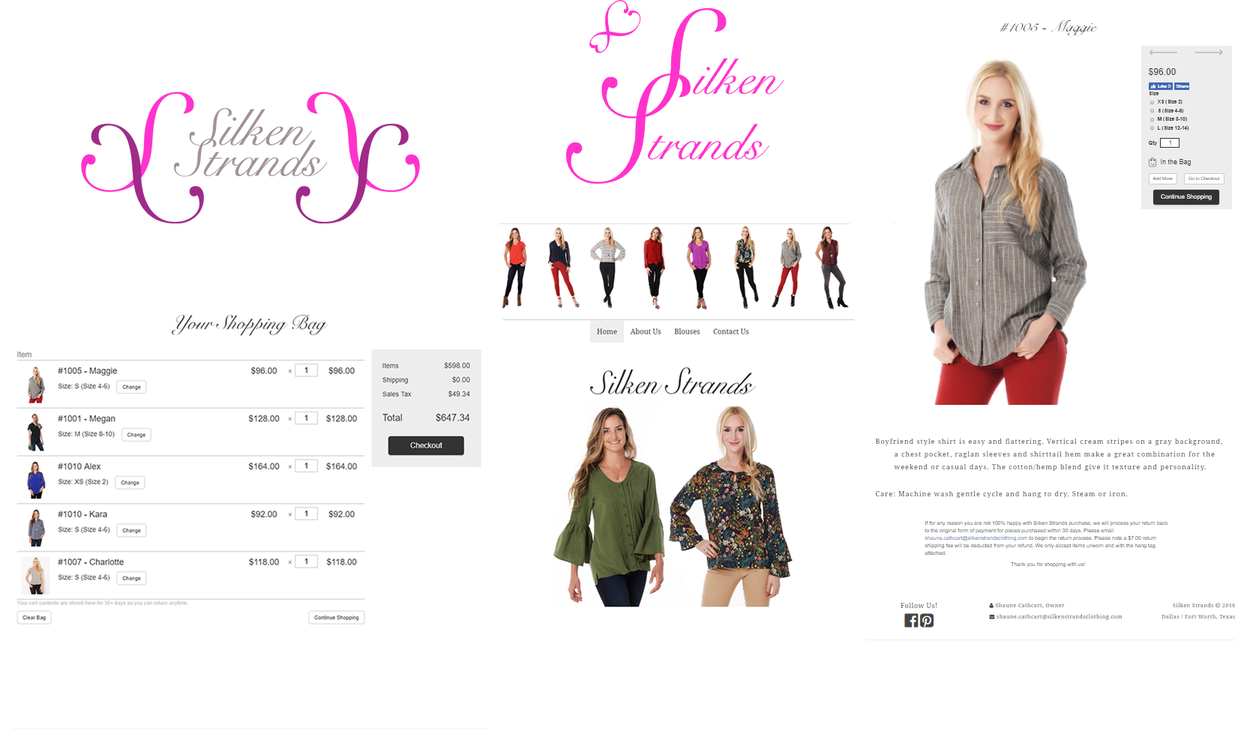 Silken
Strands
Your Shopping Bag
Item
#1005 - Maggie
$96.00 × 1 $96.00
Size: S (Size 4-6) Change
#1001 - Megan
$128.00 × 1 $128.00
Size: M (Size 8-10) Change
#1010 Alex
$164.00 × 1 $164.00
Size: XS (Size 2) Change
#1010 - Kara
$92.00 × 1 $92.00
Size: S (Size 4-6) Change
#1007 - Charlotte
$118.00 × 1 $118.00
Size: S (Size 4-6) Change
Your cart contents are stored here for 30+ days so you can return anytime.
Clear Bag Continue Shopping
Items $598.00
Shipping $0.00
Sales Tax $49.34
Total $647.34
Checkout
Silken
Strands
Home About Us Blouses Contact Us
Silken Strands
#1005 - Maggie
$96.00
Like 0 Share
Size
XS (Size 2)
S (Size 4-6)
M (Size 8-10)
L (Size 12-14)
Qty. 1
In the Bag
Add More Go to Checkout
Continue Shopping
Boyfriend style shirt is easy and flattering. Vertical cream stripes on a gray background,
a chest pocket, raglan sleeves and shirttail hem make a great combination for the
weekend or casual days. The cotton/hemp blend give it texture and personality.
Care: Machine wash gentle cycle and hang to dry. Steam or iron.
If for any reason you are not 100% happy with Silken Strands purchase, we will process your return back
to the original form of payment for pieces purchased within 30 days. Please email
shaune.cathcart@silkenstrandsclothing.com to begin the return process. Please note a $7.00 return
shipping fee will be deducted from your refund. We only accept items unworn and with the hang tag
attached.
Thank you for shopping with us!
Follow Us!
Shaune Cathcart, Owner
shaune.cathcart@silkenstrandsclothing.com
Silken Strands © 2018
Dallas / Fort Worth, Texas